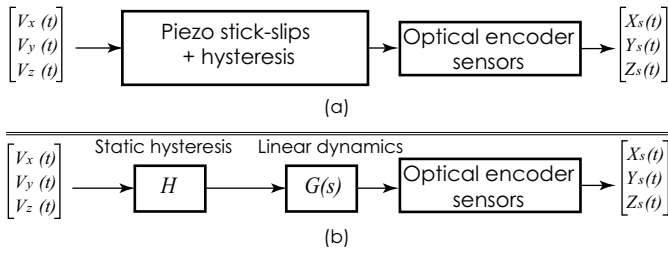 Vx (t)
Vy (t)
Vz (t)
Piezo stick-slips
+ hysteresis
Optical encoder
sensors
Xs(t)
Ys(t)
Zs(t)
(a)
Static hysteresis
Linear dynamics
Vx (t)
Vy (t)
Vz (t)
H
G(s)
Optical encoder
sensors
Xs(t)
Ys(t)
Zs(t)
(b)